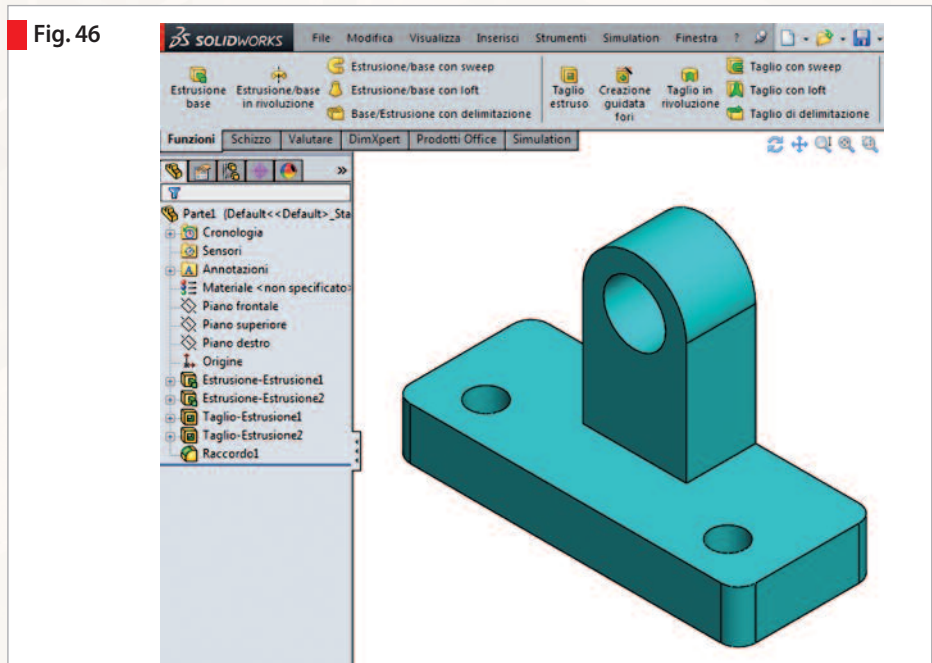 Fig. 46
SOLIDWORKS File Modifica Visualizza Inserisci Strumenti Simulation Finestra ?
Estrusione base
Estrusione/base in rivoluzione
Estrusione/base con sweep
Estrusione/base con loft
Base/Estrusione con delimitazione
Taglio estruso
Creazione guidata fori
Taglio in rivoluzione
Taglio con sweep
Taglio con loft
Taglio di delimitazione
Funzioni Schizzo Valutare DimXpert Prodotti Office Simulation
»
Parte1 (Default<<Default>_Sta
Cronologia
Sensori
A Annotazioni
Materiale <non specificato>
Piano frontale
Piano superiore
Piano destro
Origine
Estrusione-Estrusione1
Estrusione-Estrusione2
Taglio-Estrusione1
Taglio-Estrusione2
Raccordo1